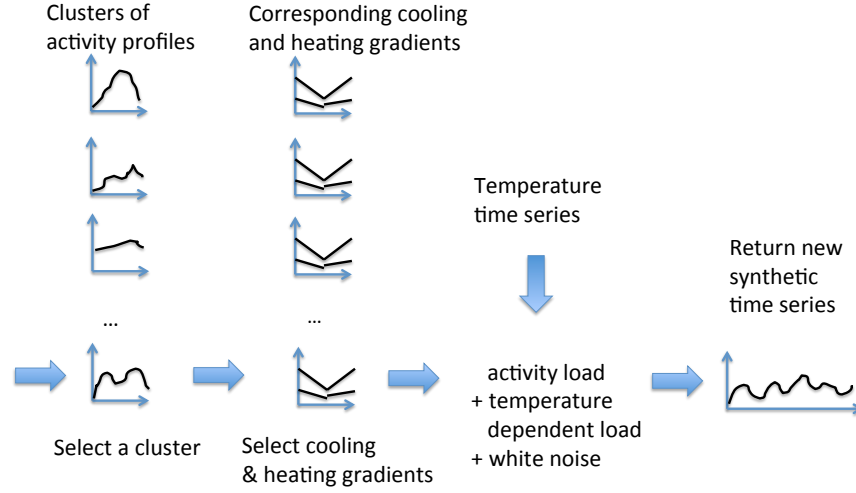 Clusters of
activity profiles
Corresponding cooling
and heating gradients
Temperature
time series
Return new
synthetic
time series
...
...
activity load
+ temperature
dependent load
+ white noise
Select a cluster
Select cooling
& heating gradients